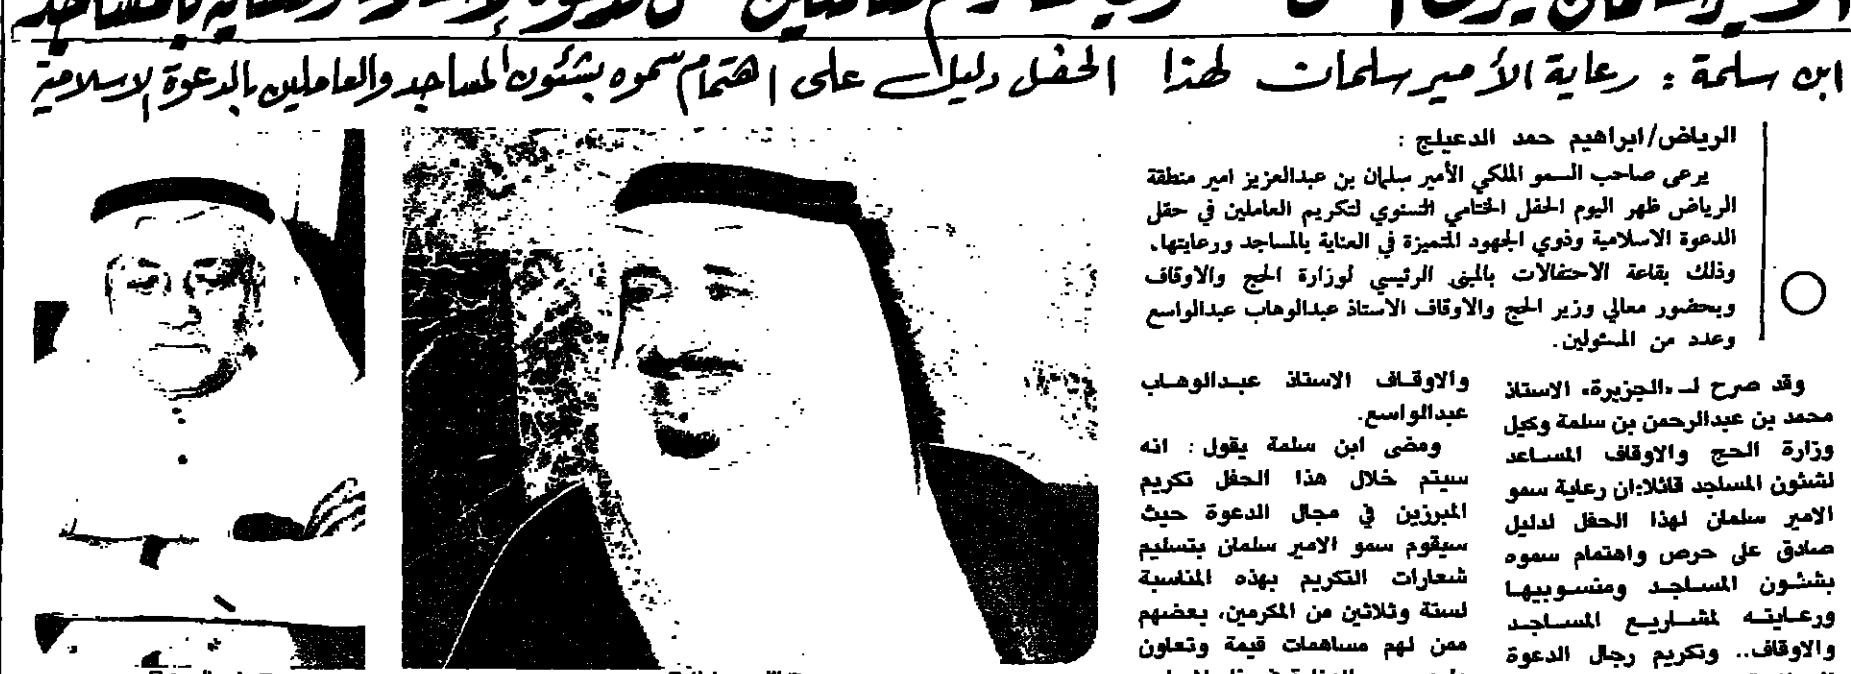 ابن سلمة : رعاية الأمير سلمان لهذا الحفل دليل على اهتمام سموه بشئون المساجد والعاملين بالدعوة الاسلامية
الرياض/ابراهيم حمد الدعيلج :
يرعى صاحب السمو الملكي الأمير سلمان بن عبدالعزيز امير منطقة
الرياض ظهر اليوم الحفل الختامي السنوي لتكريم العاملين في حقل
الدعوة الاسلامية وذوي الجهود المتميزة في العناية بالمساجد ورعايتها.
وذلك بقاعة الاحتفالات بالمبنى الرئيسي لوزارة الحج والاوقاف
وبحضور معالي وزير الحج والاوقاف الاستاذ عبدالوهاب عبدالواسع
وعدد من المسئولين.
وقد صرح لـ «الجزيرة» الاستاذ
محمد بن عبدالرحمن بن سلمة وكيل
وزارة الحج والاوقاف المساعد
لشئون المساجد قائلا:ان رعاية سمو
الامير سلمان لهذا الحفل لدليل
صادق على حرص واهتمام سموه
بشئون المساجد ومنسوبيها
ورعايته لمشاريع المساجد
والاوقاف.. وتكريم رجال الدعوة
والاوقاف الاستاذ عبدالوهاب
عبدالواسع.
ومضى ابن سلمة يقول : انه
سيتم خلال هذا الحفل تكريم
المبرزين في مجال الدعوة حيث
سيقوم سمو الامير سلمان بتسليم
شعارات التكريم بهذه المناسبة
لستة وثلاثين من المكرمين، بعضهم
ممن لهم مساهمات قيمة وتعاون